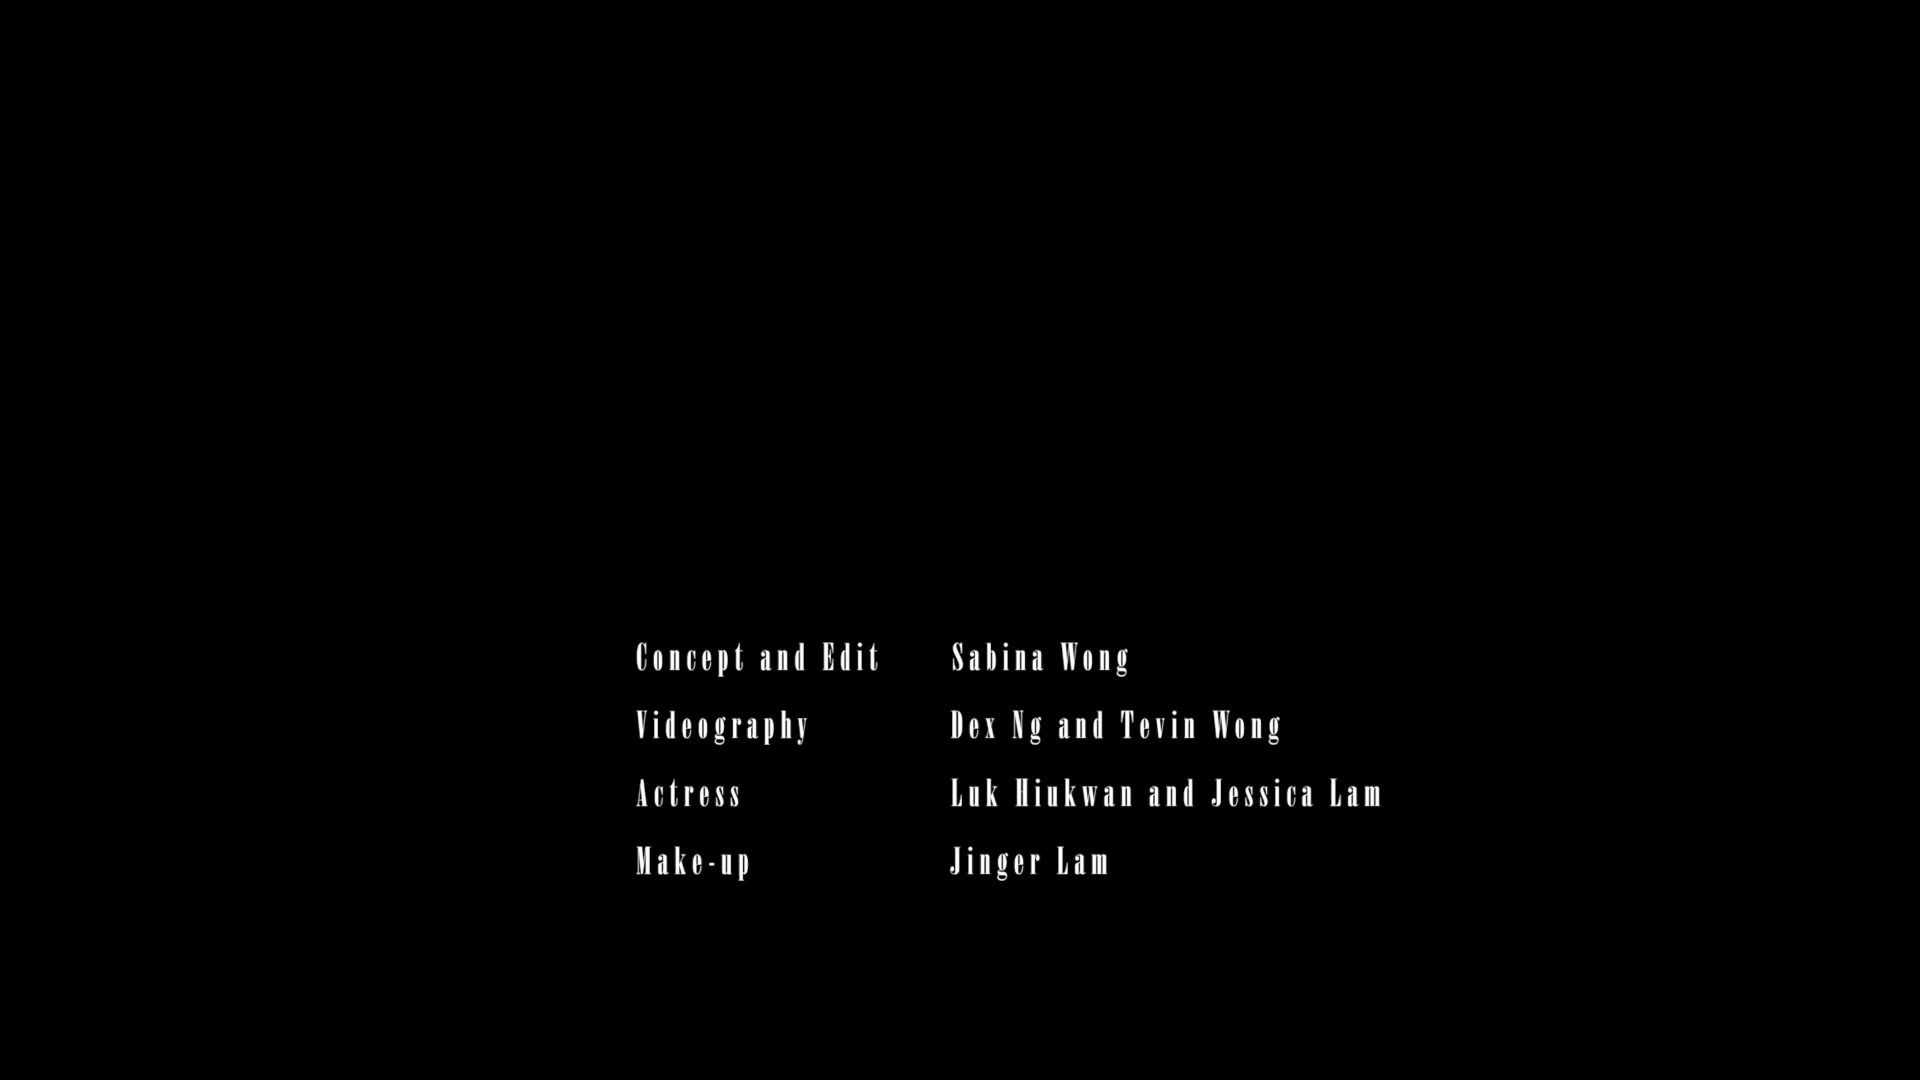 Concept and Edit Sabina Wong
Videography Dex Ng and Tevin Wong
Actress Luk Hiukwan and Jessica Lam
Make-up Jinger Lam